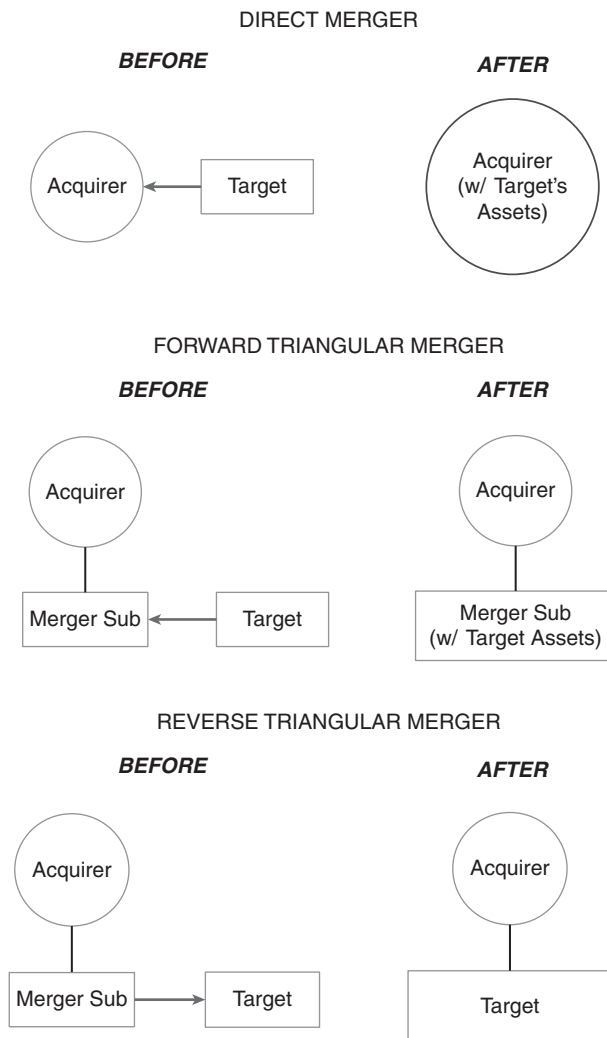 DIRECT MERGER
BEFORE
AFTER
Acquirer
Target
Acquirer
(w/ Target's
Assets)
FORWARD TRIANGULAR MERGER
BEFORE
AFTER
Acquirer
Acquirer
Merger Sub
Target
Merger Sub
(w/ Target Assets)
REVERSE TRIANGULAR MERGER
BEFORE
AFTER
Acquirer
Acquirer
Merger Sub
Target
Target